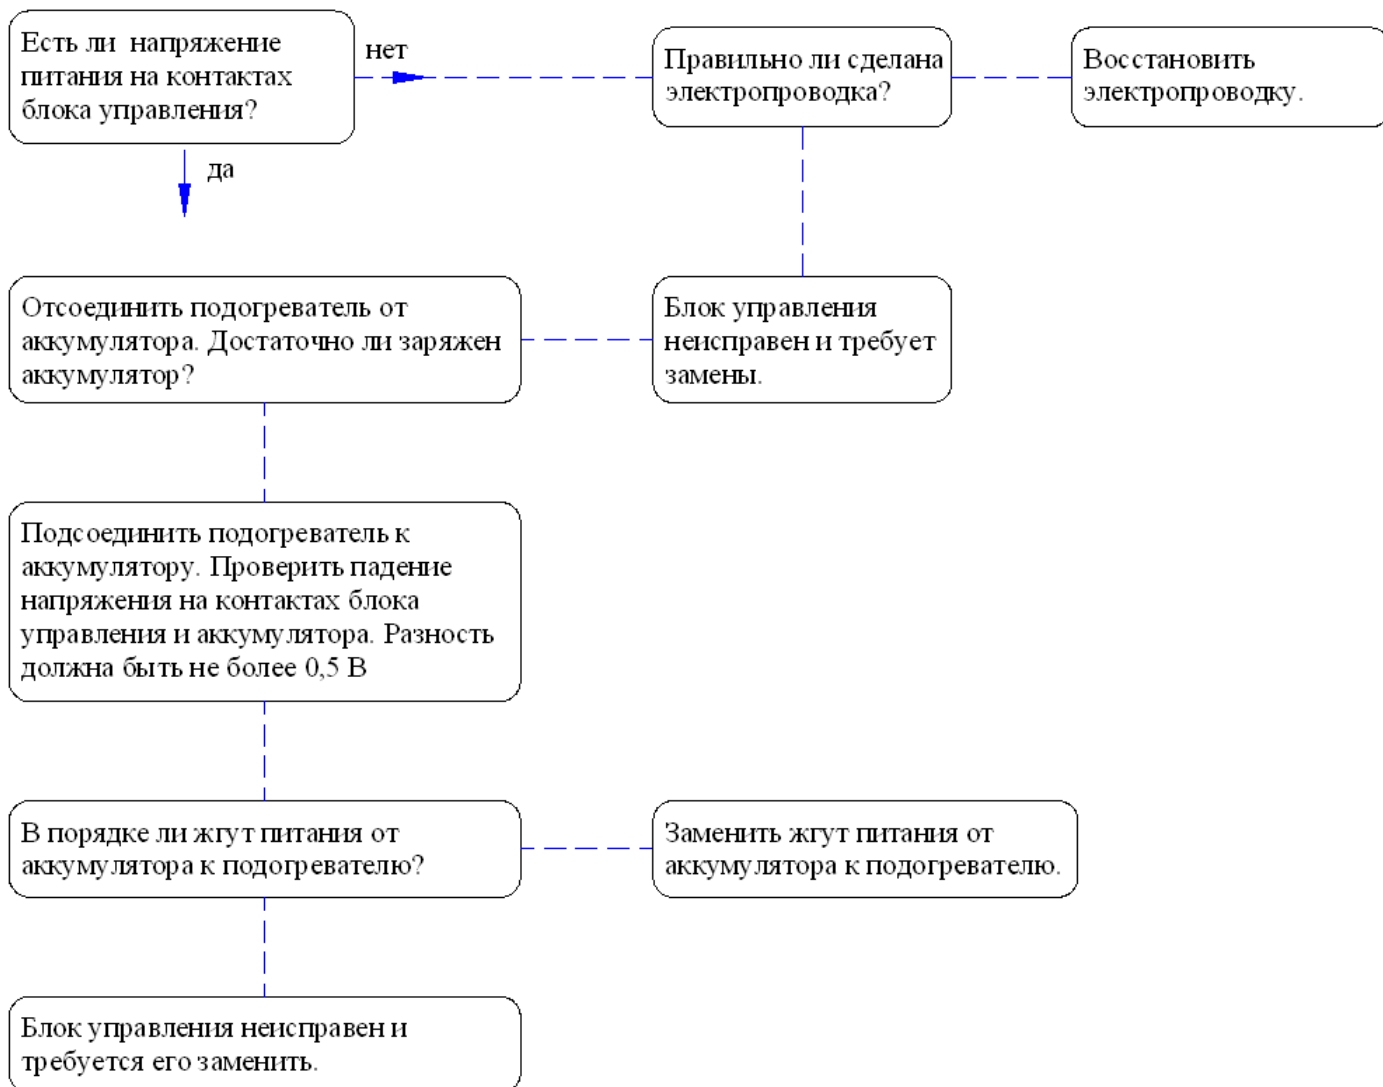 Есть ли напряжение
питания на контактах
блока управления?
нет
Правильно ли сделана
электропроводка?
Восстановить
электропроводку.
да
Отсоединить подогреватель от
аккумулятора. Достаточно ли заряжен
аккумулятор?
Блок управления
неисправен и требует
замены.
Подсоединить подогреватель к
аккумулятору. Проверить падение
напряжения на контактах блока
управления и аккумулятора. Разность
должна быть не более 0,5 В
В порядке ли жгут питания от
аккумулятора к подогревателю?
Заменить жгут питания от
аккумулятора к подогревателю.
Блок управления неисправен и
требуется его заменить.